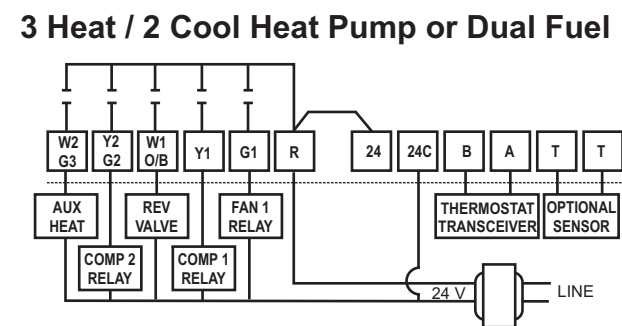 3 Heat / 2 Cool Heat Pump or Dual Fuel
W2 G3
Y2 G2
W1 O/B
Y1
G1
R
24
24C
B
A
T
T
AUX HEAT
REV VALVE
FAN 1 RELAY
THERMOSTAT TRANSCEIVER
OPTIONAL SENSOR
COMP 2 RELAY
COMP 1 RELAY
24 V
LINE